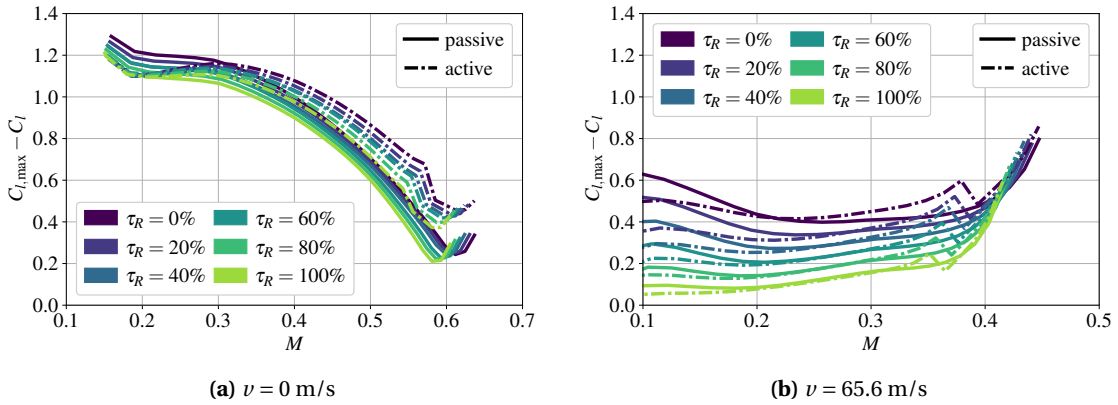 1.4
1.2
1.0
0.8
0.6
0.4
0.2
0.0
C_{l,max} − C_l
passive
active
τ_R = 0% τ_R = 60%
τ_R = 20% τ_R = 80%
τ_R = 40% τ_R = 100%
0.1 0.2 0.3 0.4 0.5 0.6 0.7
M
(a) v = 0 m/s
1.4
1.2
1.0
0.8
0.6
0.4
0.2
0.0
C_{l,max} − C_l
τ_R = 0% τ_R = 60%
τ_R = 20% τ_R = 80%
τ_R = 40% τ_R = 100%
passive
active
0.1 0.2 0.3 0.4 0.5
M
(b) v = 65.6 m/s